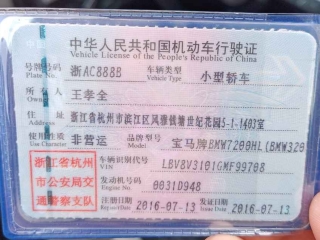 中华人民共和国机动车行驶证
Vehicle License of the People's Republic of China
号牌号码 浙AC888B 车辆类型 小型轿车
Plate No. Vehicle Type
所有人 王孝全
Owner
住址 浙江省杭州市滨江区风雅钱塘世纪花园5-1-1403室
Address
使用性质 非营运 品牌型号 宝马牌BMW7200HL(BMW320
Use Character Model
浙江省杭州 车辆识别代号 LBV8V3101GMF99708
市公安局交 VIN
通警察支队 发动机号码 0031D948
Engine No.
注册日期 2016-07-13 发证日期 2016-07-13
Register Date Issue Date